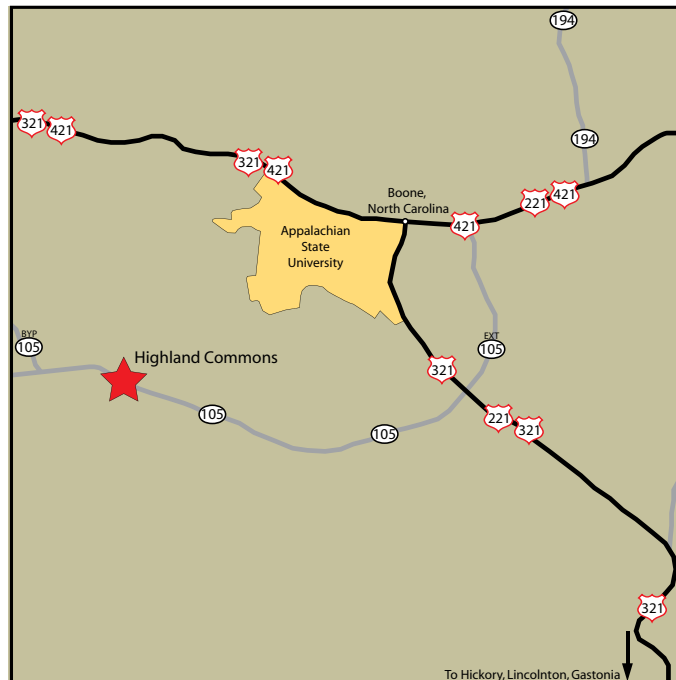 194
321
421
194
321
421
Boone,
North Carolina
221
421
421
Appalachian
State
University
BYP
105
EXT
105
Highland Commons
321
105
105
221
321
321
To Hickory, Lincolnton, Gastonia